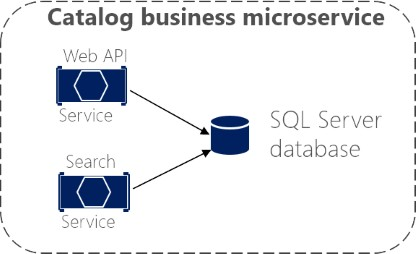 Catalog business microservice
Web API
Service
Search
Service
SQL Server
database